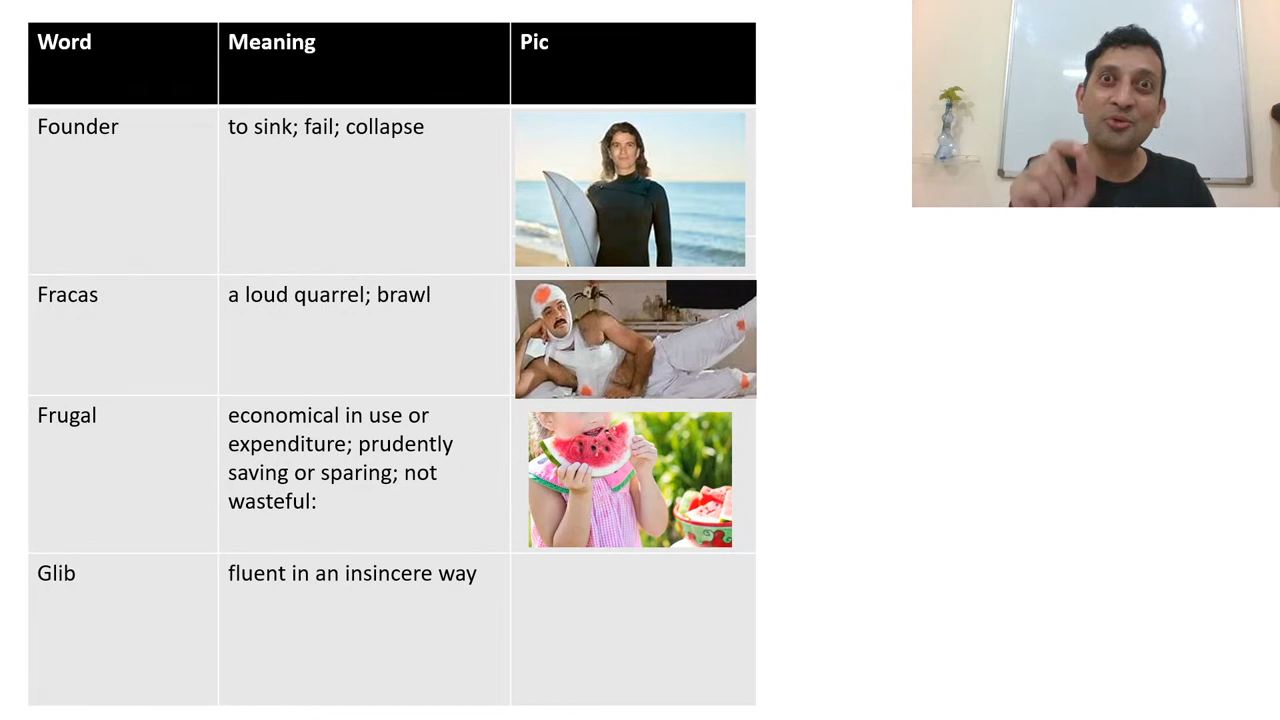 Word
Meaning
Pic
Founder
to sink; fail; collapse
Fracas
a loud quarrel; brawl
Frugal
economical in use or
expenditure; prudently
saving or sparing; not
wasteful:
Glib
fluent in an insincere way